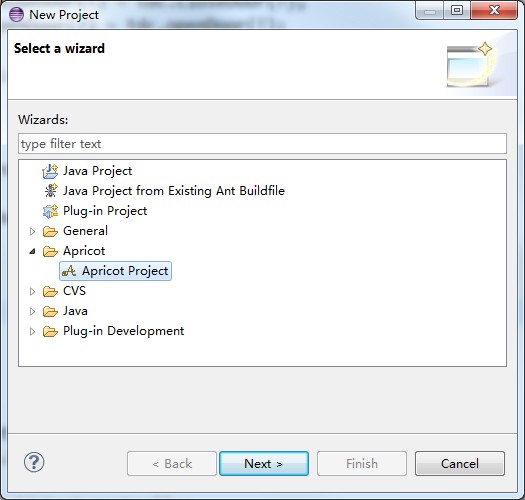 New Project
Select a wizard
Wizards:
type filter text
Java Project
Java Project from Existing Ant Buildfile
Plug-in Project
General
Apricot
Apricot Project
CVS
Java
Plug-in Development
< Back
Next >
Finish
Cancel